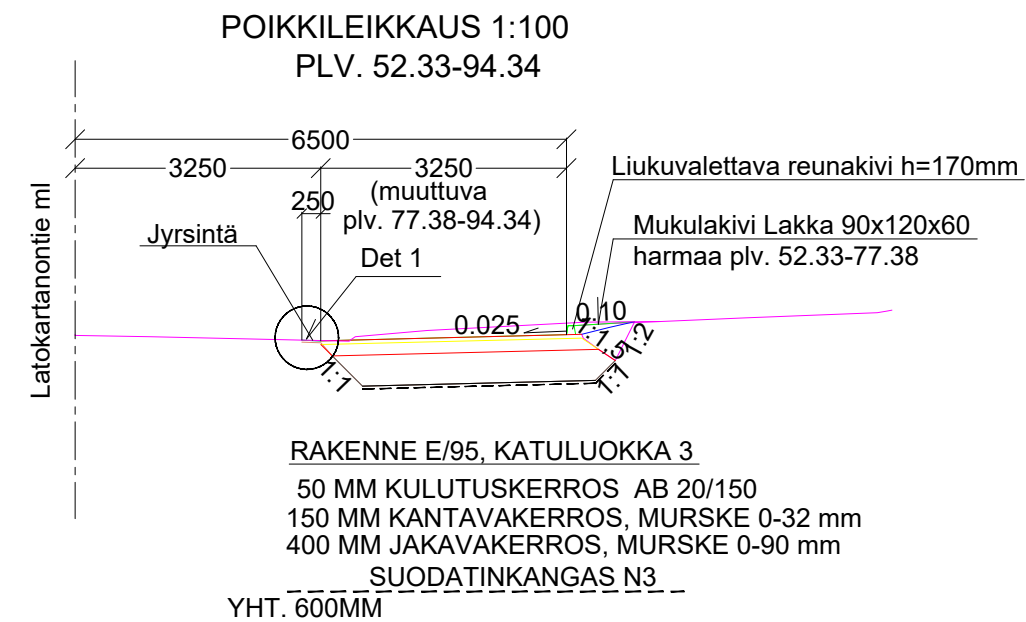 POIKKILEIKKAUS 1:100
PLV. 52.33-94.34
6500
3250
3250
(muuttuva
plv. 77.38-94.34)
250
Liukuvalettava reunakivi h=170mm
Mukulakivi Lakka 90x120x60
harmaa plv. 52.33-77.38
Jyrsintä
Det 1
Latokartanontie ml
0.025
0.10
1:1.5
1:2
1:1
1:1
RAKENNE E/95, KATULUOKKA 3
50 MM KULUTUSKERROS AB 20/150
150 MM KANTAVAKERROS, MURSKE 0-32 mm
400 MM JAKAVAKERROS, MURSKE 0-90 mm
SUODATINKANGAS N3
YHT. 600MM